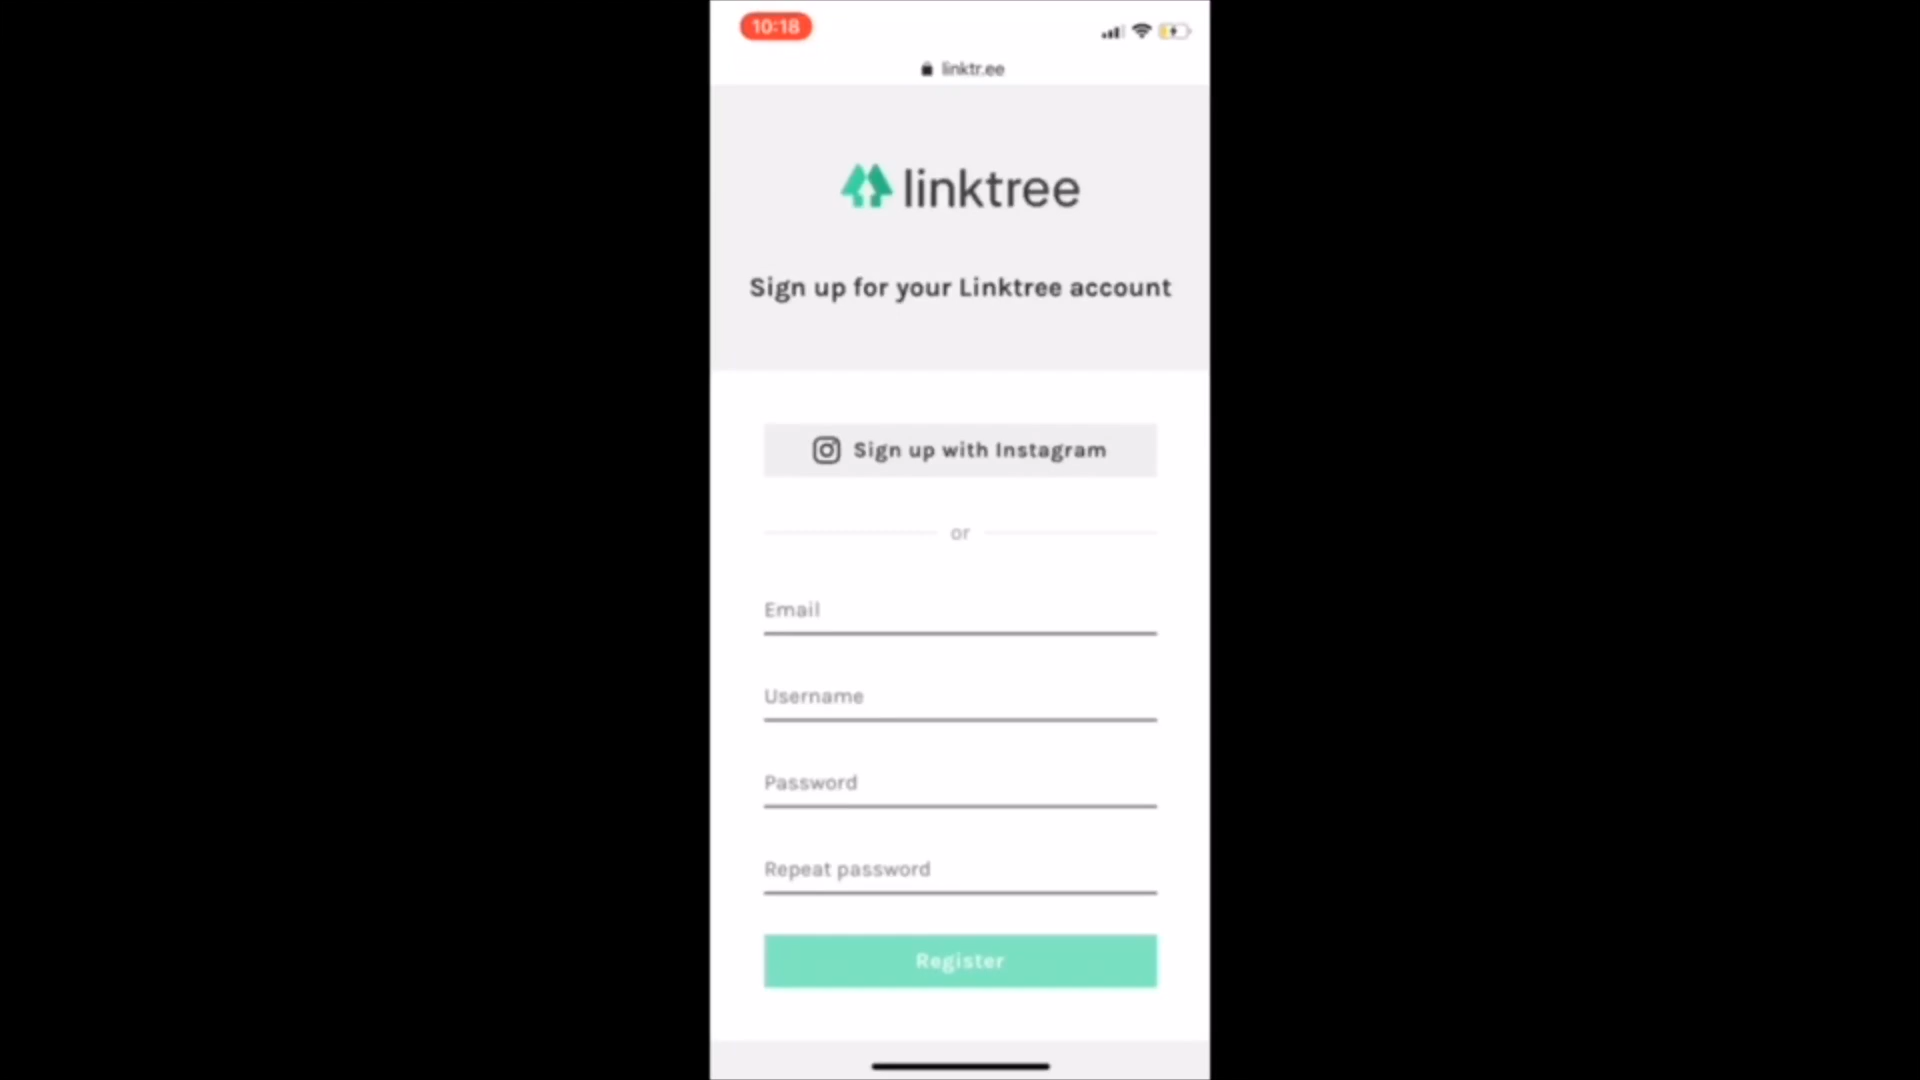 10:18
linktr.ee
linktree
Sign up for your Linktree account
Sign up with Instagram
or
Email
Username
Password
Repeat password
Register